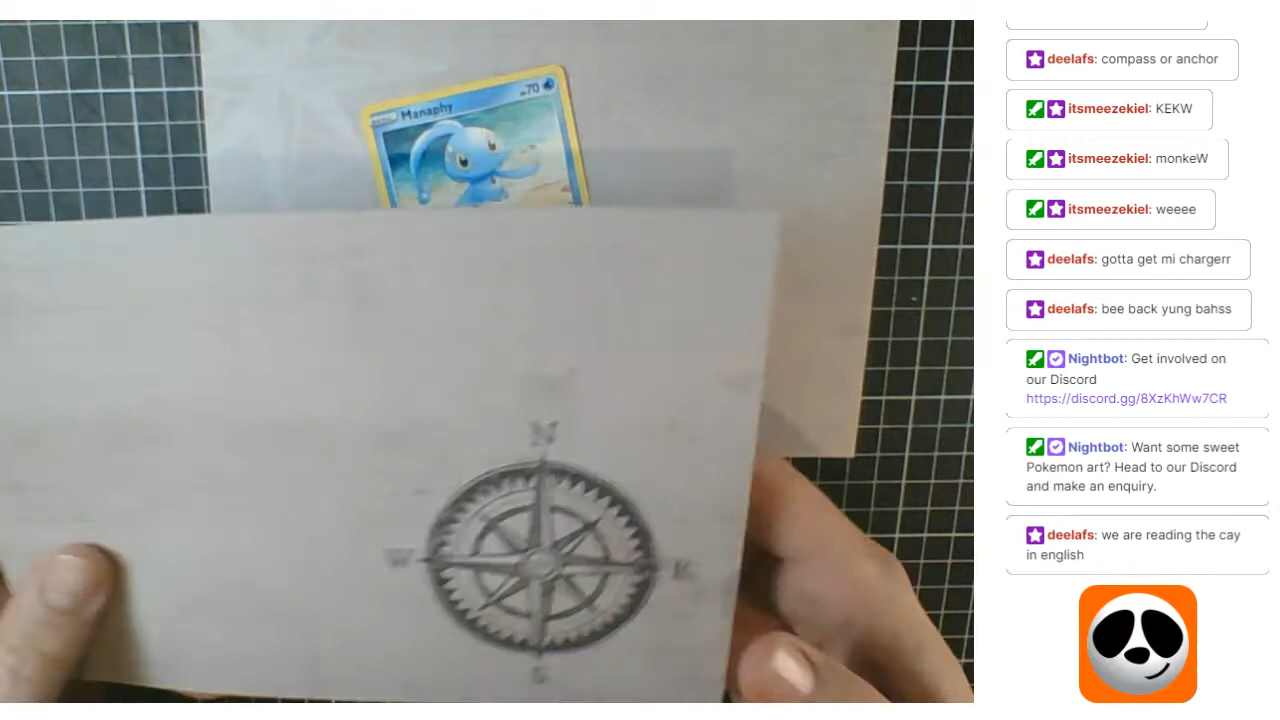 Manaphy
70
N
W
S
deelafs: compass or anchor
itsmeezekiel: KEKW
itsmeezekiel: monkeW
itsmeezekiel: weeee
deelafs: gotta get mi chargerr
deelafs: bee back yung bahss
Nightbot: Get involved on
our Discord
https://discord.gg/8XzKhWw7CR
Nightbot: Want some sweet
Pokemon art? Head to our Discord
and make an enquiry.
deelafs: we are reading the cay
in english